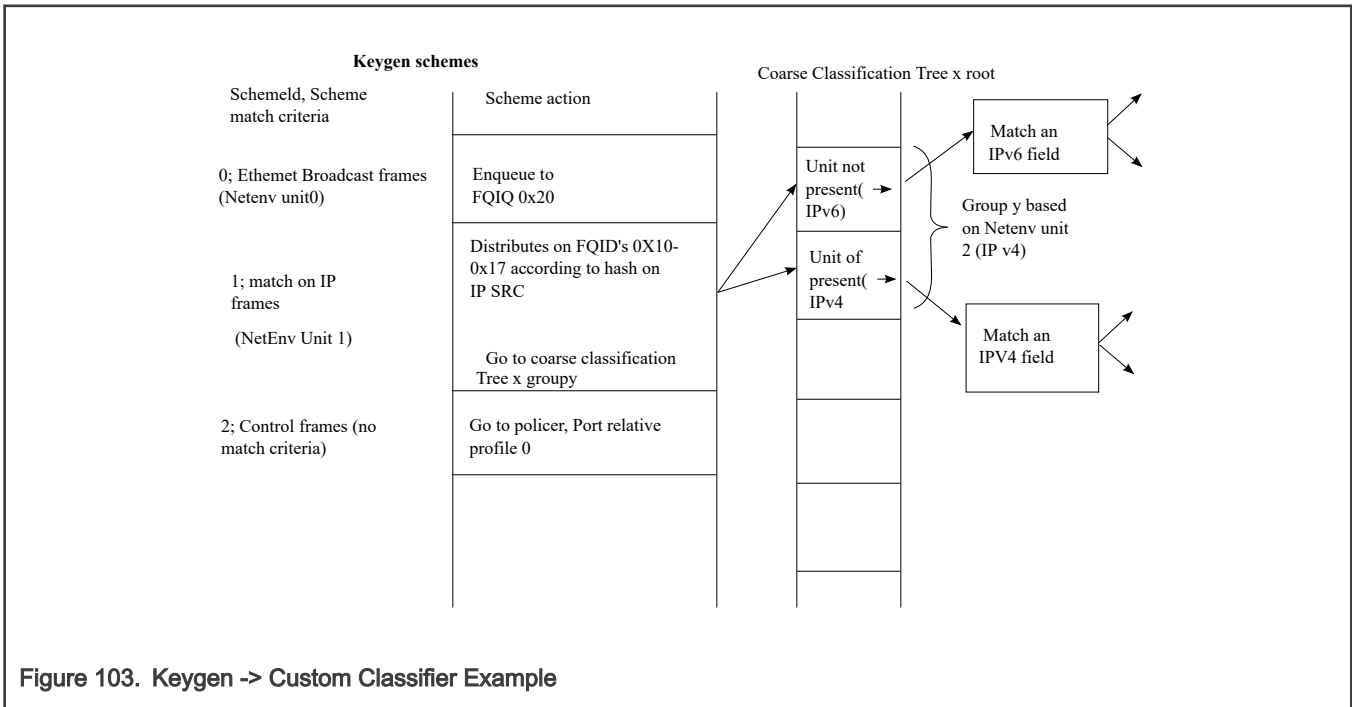 Keygen schemes
Coarse Classification Tree x root
Schemeld, Scheme
match criteria
Scheme action
Match an
IPv6 field
0; Ethemet Broadcast frames
(Netenv unit0)
Enqueue to
FQIQ 0x20
Unit not
present(
IPv6)
Group y based
on Netenv unit
2 (IP v4)
1; match on IP
frames
(NetEnv Unit 1)
Distributes on FQID's 0X10-
0x17 according to hash on
IP SRC
Go to coarse classification
Tree x groupy
Unit of
present(
IPv4
Match an
IPV4 field
2; Control frames (no
match criteria)
Go to policer, Port relative
profile 0
Figure 103. Keygen -> Custom Classifier Example